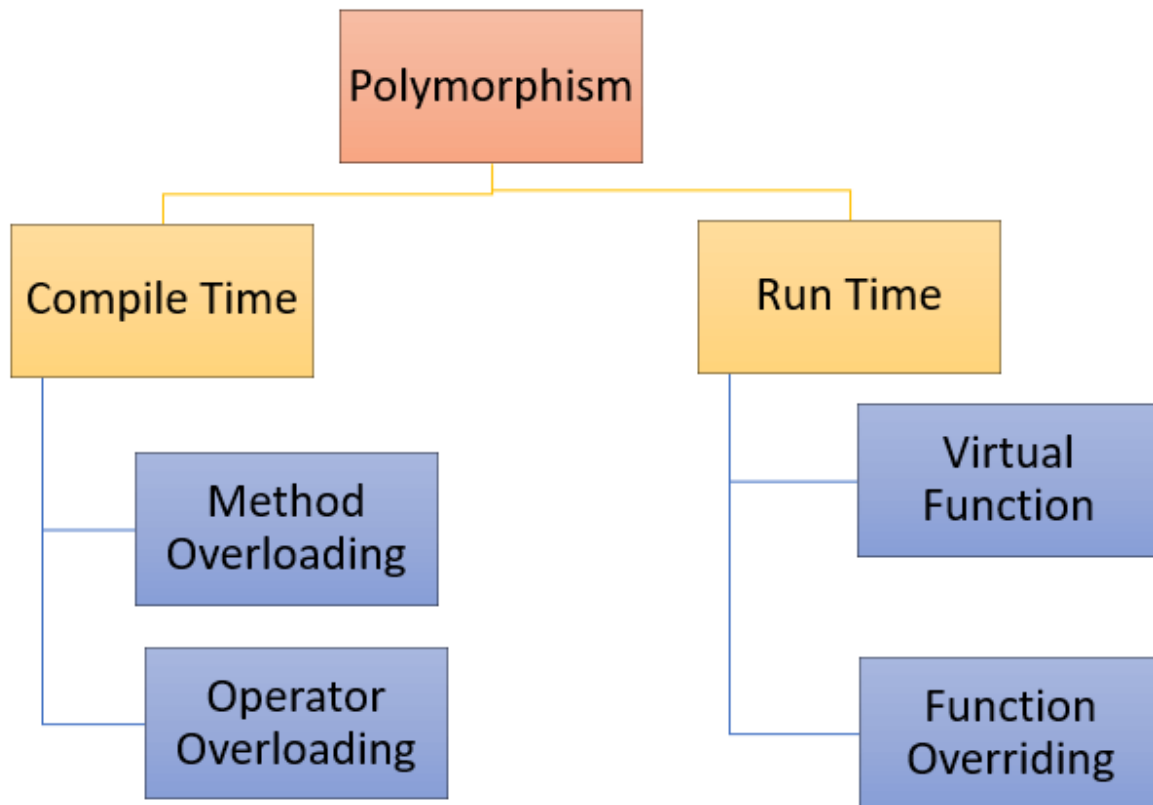 Polymorphism
Compile Time
Run Time
Method
Overloading
Operator
Overloading
Virtual
Function
Function
Overriding